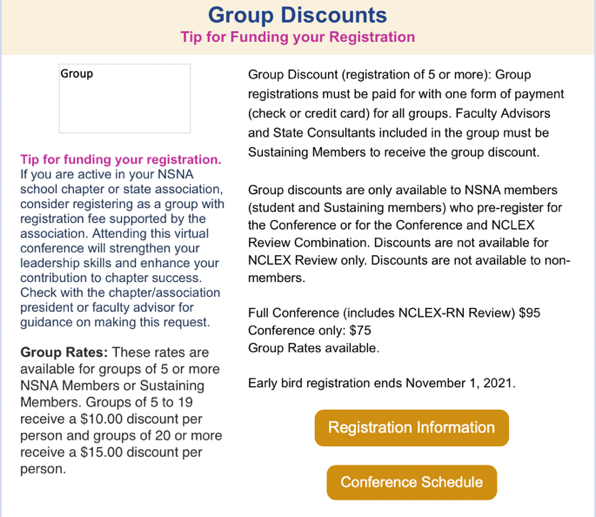 Group Discounts
Tip for Funding your Registration
Group
Tip for funding your registration.
If you are active in your NSNA
school chapter or state association,
consider registering as a group with
registration fee supported by the
association. Attending this virtual
conference will strengthen your
leadership skills and enhance your
contribution to chapter success.
Check with the chapter/association
president or faculty advisor for
guidance on making this request.
Group Rates: These rates are
available for groups of 5 or more
NSNA Members or Sustaining
Members. Groups of 5 to 19
receive a $10.00 discount per
person and groups of 20 or more
receive a $15.00 discount per
person.
Group Discount (registration of 5 or more): Group
registrations must be paid for with one form of payment
(check or credit card) for all groups. Faculty Advisors
and State Consultants included in the group must be
Sustaining Members to receive the group discount.
Group discounts are only available to NSNA members
(student and Sustaining members) who pre-register for
the Conference or for the Conference and NCLEX
Review Combination. Discounts are not available for
NCLEX Review only. Discounts are not available to non-
members.
Full Conference (includes NCLEX-RN Review) $95
Conference only: $75
Group Rates available.
Early bird registration ends November 1, 2021.
Registration Information
Conference Schedule